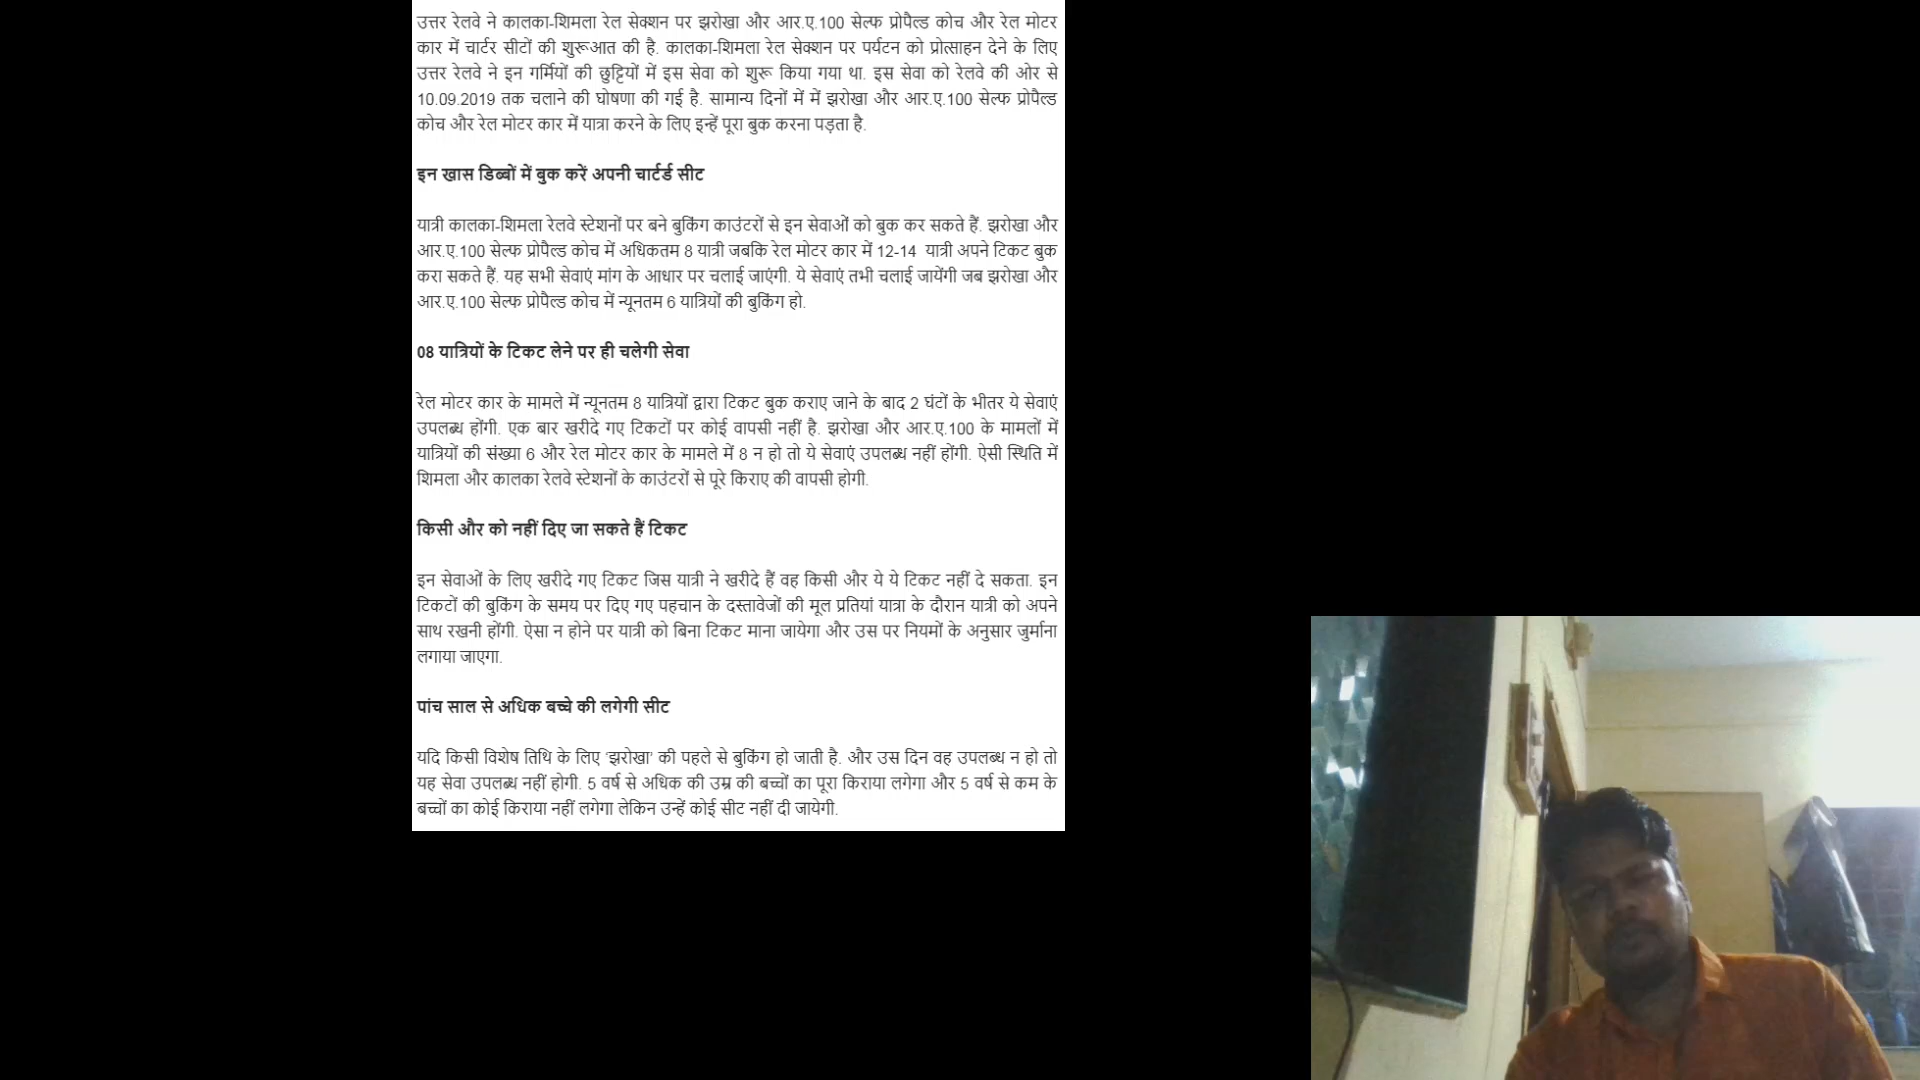 उत्तर रेलवे ने कालका-शिमला रेल सेक्शन पर झरोखा और आर.ए.100 सेल्फ प्रोपैल्ड कोच और रेल मोटर
कार में चार्टर सीटों की शुरूआत की है. कालका-शिमला रेल सेक्शन पर पर्यटन को प्रोत्साहन देने के लिए
उत्तर रेलवे ने इन गर्मियों की छुट्टियों में इस सेवा को शुरू किया गया था. इस सेवा को रेलवे की ओर से
10.09.2019 तक चलाने की घोषणा की गई है. सामान्य दिनों में में झरोखा और आर.ए.100 सेल्फ प्रोपैल्ड
कोच और रेल मोटर कार में यात्रा करने के लिए इन्हें पूरा बुक करना पड़ता है.
इन खास डिब्बों में बुक करें अपनी चार्टर्ड सीट
यात्री कालका-शिमला रेलवे स्टेशनों पर बने बुकिंग काउंटरों से इन सेवाओं को बुक कर सकते हैं. झरोखा और
आर.ए.100 सेल्फ प्रोपैल्ड कोच में अधिकतम 8 यात्री जबकि रेल मोटर कार में 12-14 यात्री अपने टिकट बुक
करा सकते हैं. यह सभी सेवाएं मांग के आधार पर चलाई जाएंगी. ये सेवाएं तभी चलाई जायेंगी जब झरोखा और
आर.ए.100 सेल्फ प्रोपैल्ड कोच में न्यूनतम 6 यात्रियों की बुकिंग हो.
08 यात्रियों के टिकट लेने पर ही चलेगी सेवा
रेल मोटर कार के मामले में न्यूनतम 8 यात्रियों द्वारा टिकट बुक कराए जाने के बाद 2 घंटों के भीतर ये सेवाएं
उपलब्ध होंगी. एक बार खरीदे गए टिकटों पर कोई वापसी नहीं है. झरोखा और आर.ए.100 के मामलों में
यात्रियों की संख्या 6 और रेल मोटर कार के मामले में 8 न हो तो ये सेवाएं उपलब्ध नहीं होंगी. ऐसी स्थिति में
शिमला और कालका रेलवे स्टेशनों के काउंटरों से पूरे किराए की वापसी होगी.
किसी और को नहीं दिए जा सकते हैं टिकट
इन सेवाओं के लिए खरीदे गए टिकट जिस यात्री ने खरीदे हैं वह किसी और ये ये टिकट नहीं दे सकता. इन
टिकटों की बुकिंग के समय पर दिए गए पहचान के दस्तावेजों की मूल प्रतियां यात्रा के दौरान यात्री को अपने
साथ रखनी होंगी. ऐसा न होने पर यात्री को बिना टिकट माना जायेगा और उस पर नियमों के अनुसार जुर्माना
लगाया जाएगा.
पांच साल से अधिक बच्चे की लगेगी सीट
यदि किसी विशेष तिथि के लिए ‘झरोखा’ की पहले से बुकिंग हो जाती है. और उस दिन वह उपलब्ध न हो तो
यह सेवा उपलब्ध नहीं होगी. 5 वर्ष से अधिक की उम्र की बच्चों का पूरा किराया लगेगा और 5 वर्ष से कम के
बच्चों का कोई किराया नहीं लगेगा लेकिन उन्हें कोई सीट नहीं दी जायेगी.